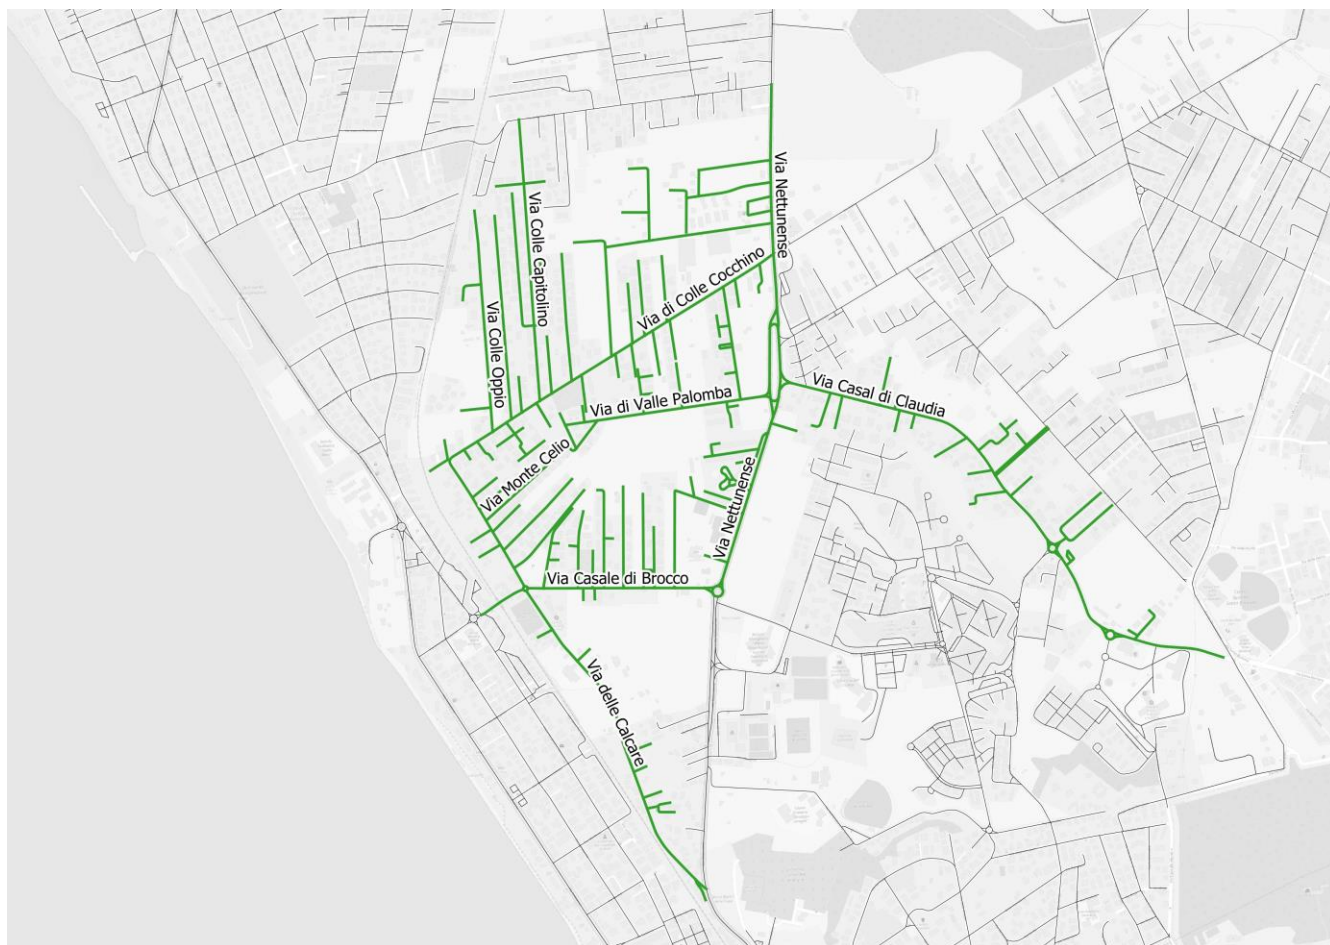 Via Nettunense
Via Colle Capitolino
Via di Colle Cocchino
Via Colle Oppio
Via di Valle Palomba
Via Casal di Claudia
Via Monte Celio
Via Nettunense
Via Casale di Brocco
Via delle Calcare